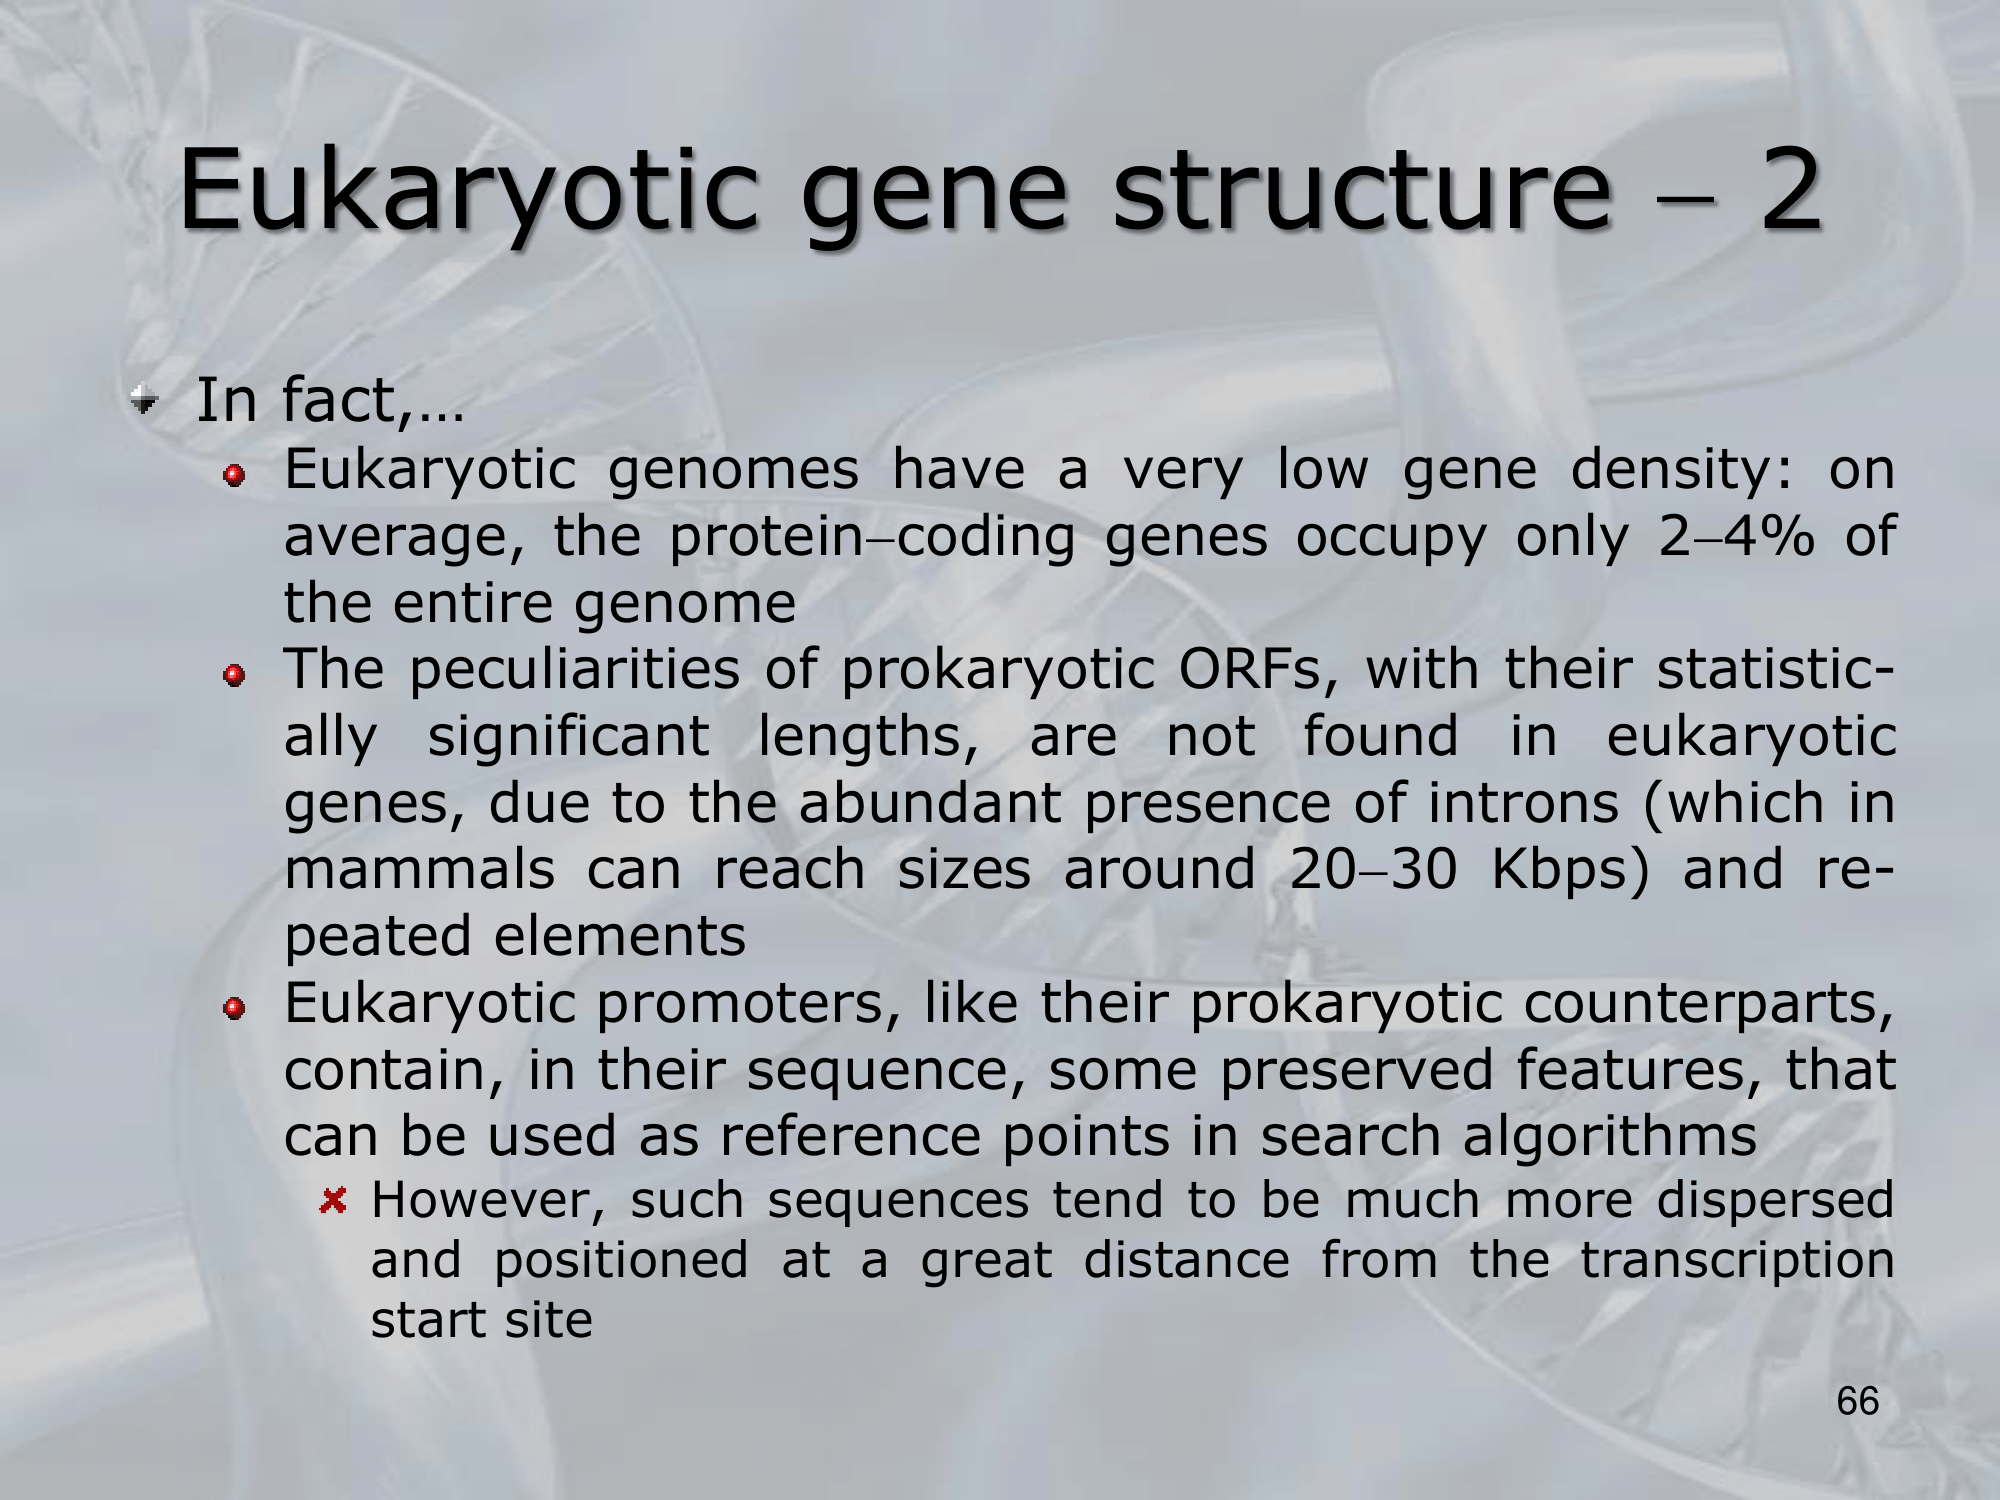 Eukaryotic gene structure – 2
In fact,…
Eukaryotic genomes have a very low gene density: on
average, the protein–coding genes occupy only 2–4% of
the entire genome
The peculiarities of prokaryotic ORFs, with their statistic-
ally significant lengths, are not found in eukaryotic
genes, due to the abundant presence of introns (which in
mammals can reach sizes around 20–30 Kbps) and re-
peated elements
Eukaryotic promoters, like their prokaryotic counterparts,
contain, in their sequence, some preserved features, that
can be used as reference points in search algorithms
However, such sequences tend to be much more dispersed
and positioned at a great distance from the transcription
start site
66